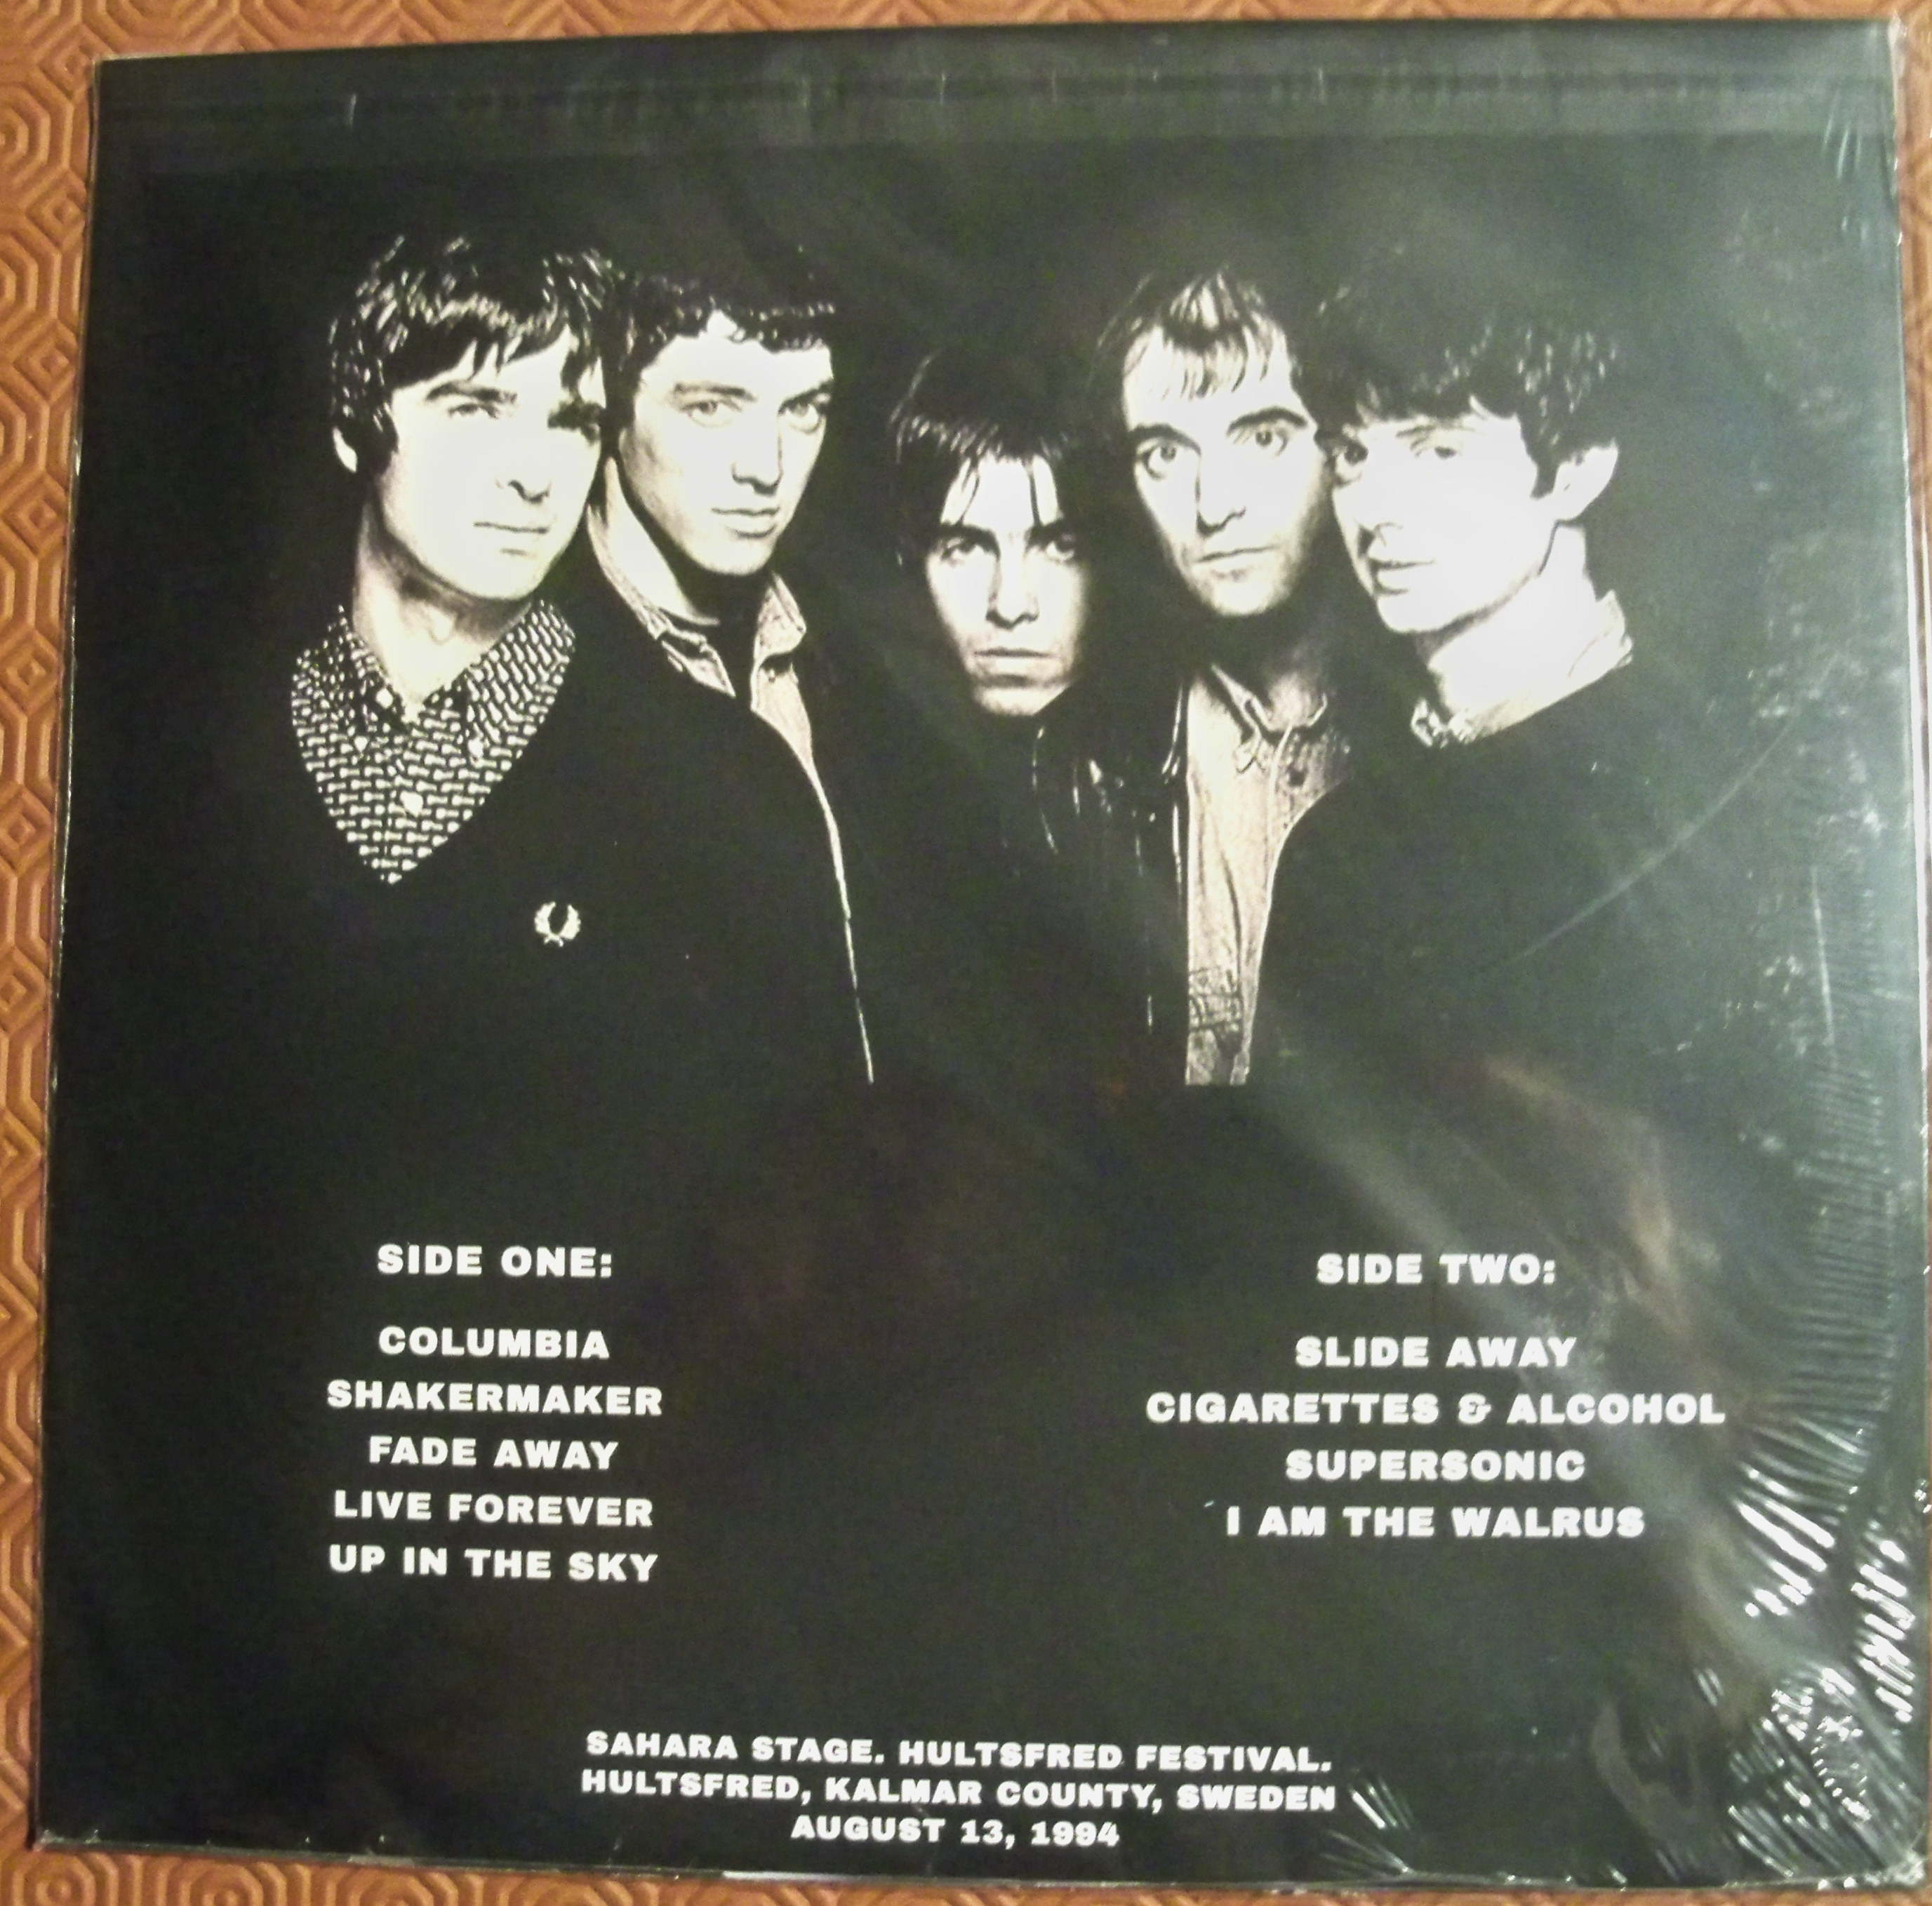 SIDE ONE:
COLUMBIA
SHAKERMAKER
FADE AWAY
LIVE FOREVER
UP IN THE SKY
SIDE TWO:
SLIDE AWAY
CIGARETTES & ALCOHOL
SUPERSONIC
I AM THE WALRUS
SAHARA STAGE. HULTSFRED FESTIVAL.
HULTSFRED, KALMAR COUNTY, SWEDEN
AUGUST 13, 1994